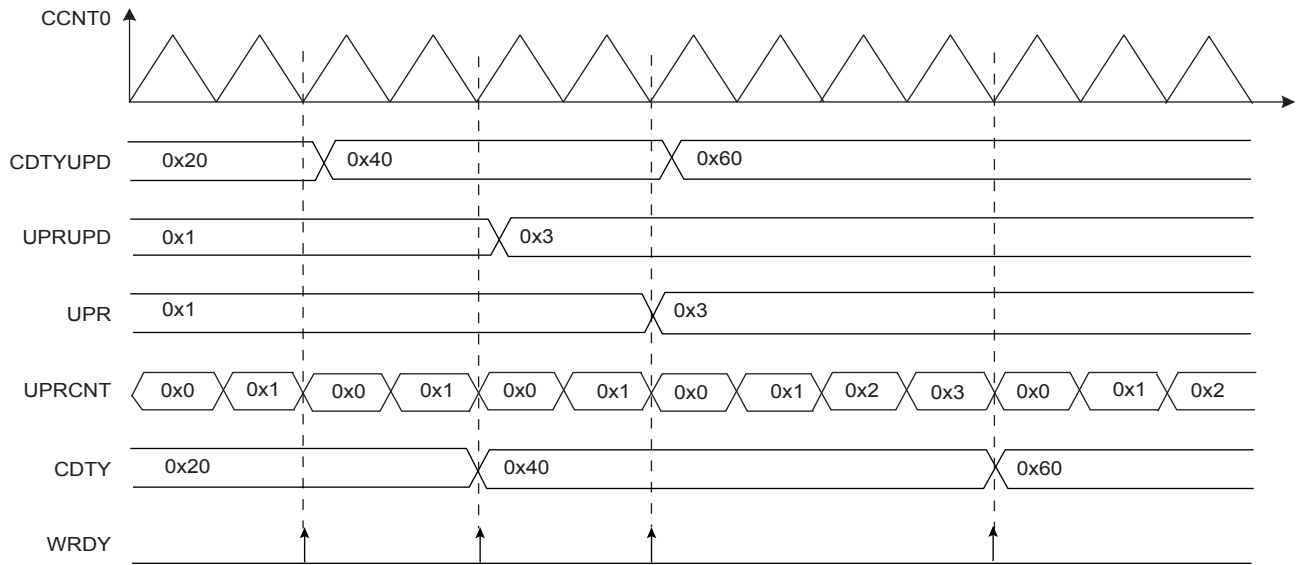 CCNT0
CDTYUPD 0x20 0x40 0x60
UPRUPD 0x1 0x3
UPR 0x1 0x3
UPRCNT 0x0 0x1 0x0 0x1 0x0 0x1 0x0 0x1 0x2 0x3 0x0 0x1 0x2
CDTY 0x20 0x40 0x60
WRDY